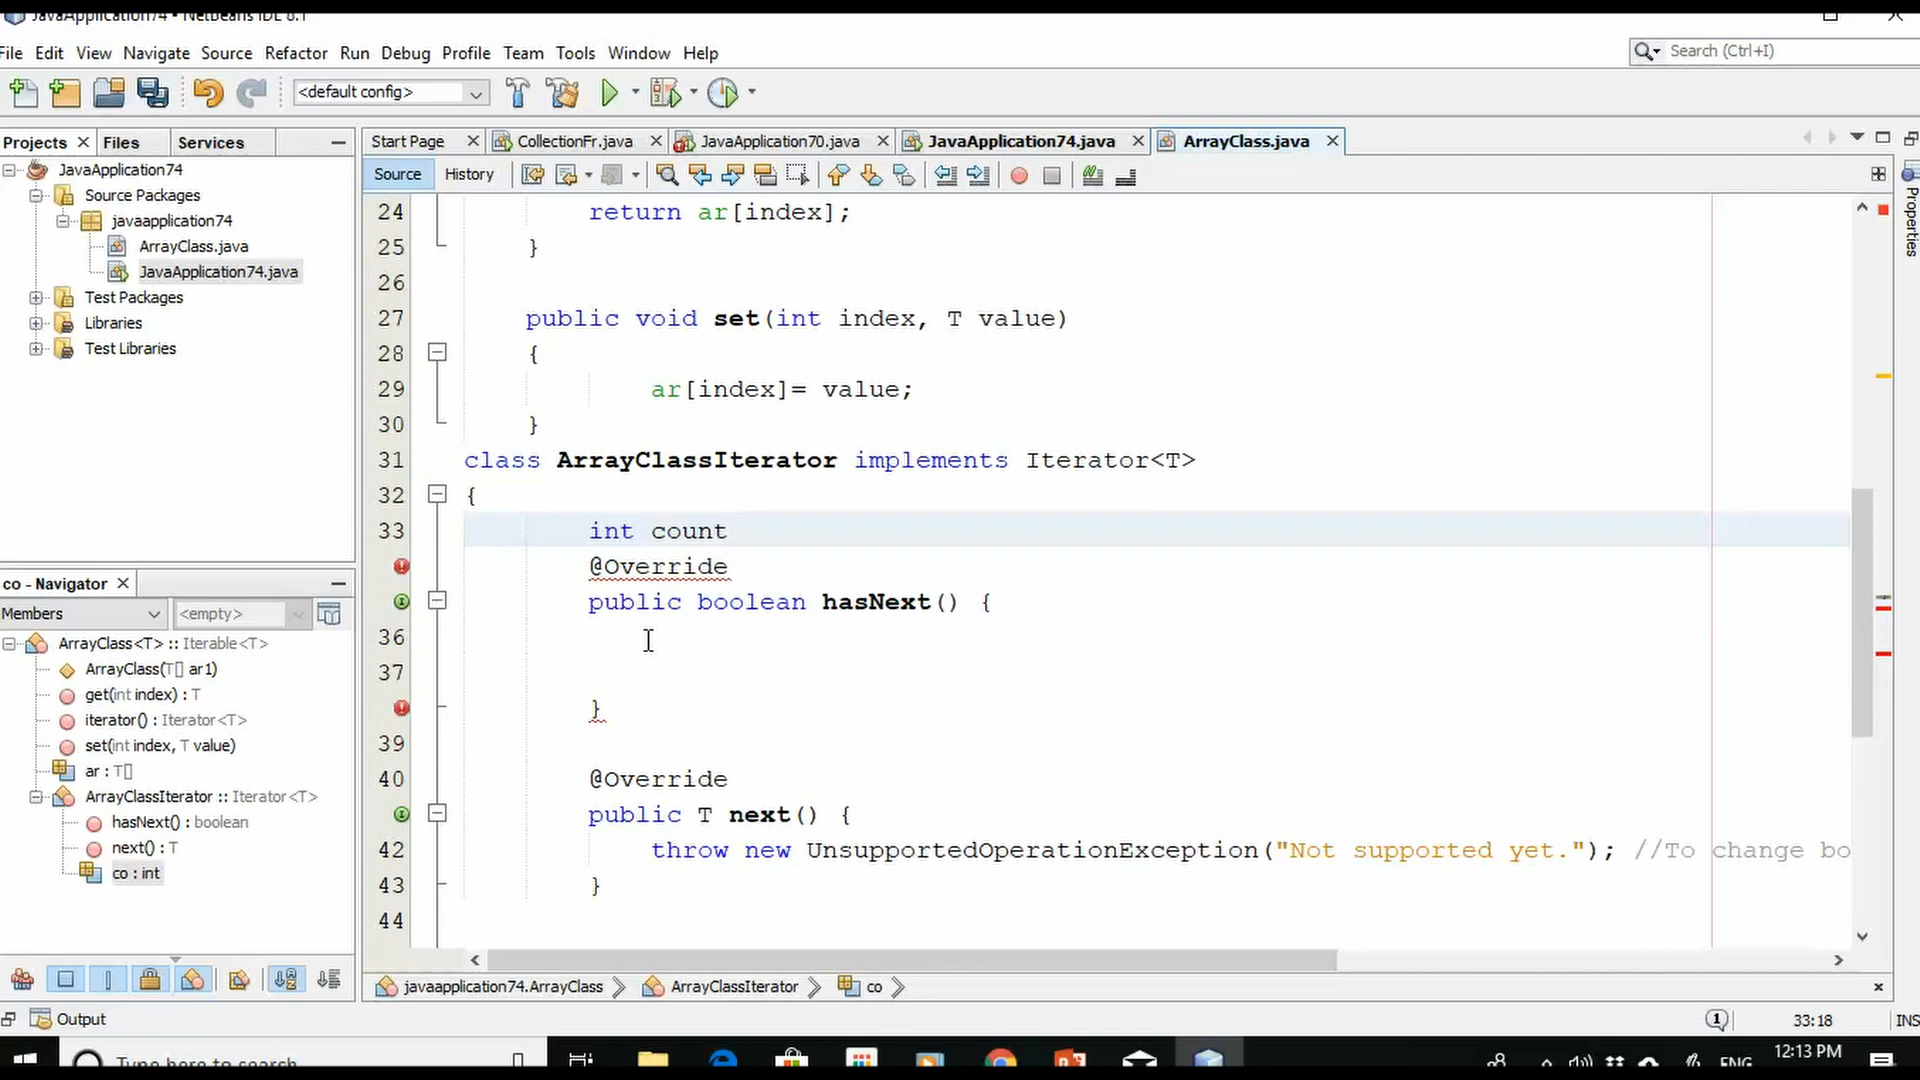 JavaApplication74 - NetBeans IDE 8.1
File Edit View Navigate Source Refactor Run Debug Profile Team Tools Window Help
Search (Ctrl+I)
<default config>
Projects Files Services
Start Page CollectionFr.java JavaApplication70.java JavaApplication74.java ArrayClass.java
Source History
JavaApplication74
Source Packages
javaapplication74
ArrayClass.java
JavaApplication74.java
Test Packages
Libraries
Test Libraries
co - Navigator
Members <empty>
ArrayClass<T> :: Iterable<T>
ArrayClass(T[] ar1)
get(int index) : T
iterator() : Iterator<T>
set(int index, T value)
ar : T[]
ArrayClassIterator :: Iterator<T>
hasNext() : boolean
next() : T
co : int
24 return ar[index];
25 }
26
27 public void set(int index, T value)
28 {
29 ar[index]= value;
30 }
31 class ArrayClassIterator implements Iterator<T>
32 {
33 int count
@Override
public boolean hasNext() {
36
37
}
39
40 @Override
public T next() {
42 throw new UnsupportedOperationException("Not supported yet."); //To change bo
43 }
44
Properties
javaapplication74.ArrayClass ArrayClassIterator co
Output
1
33:18 INS
Type here to search
ENG
12:13 PM